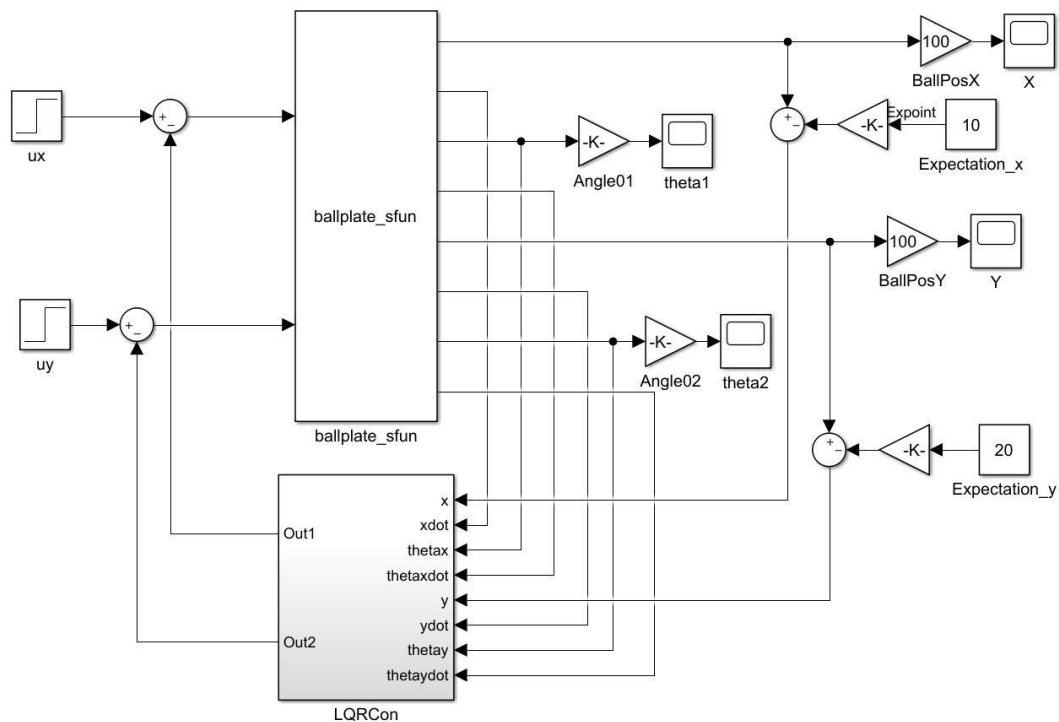 100
BallPosX
X
ux
+
−
+
−
-K-
Expoint
10
Expectation_x
-K-
Angle01
theta1
ballplate_sfun
100
BallPosY
Y
uy
+
−
-K-
Angle02
theta2
ballplate_sfun
+
−
-K-
20
Expectation_y
x
xdot
Out1
thetax
thetaxdot
y
ydot
Out2
thetay
thetaydot
LQRCon